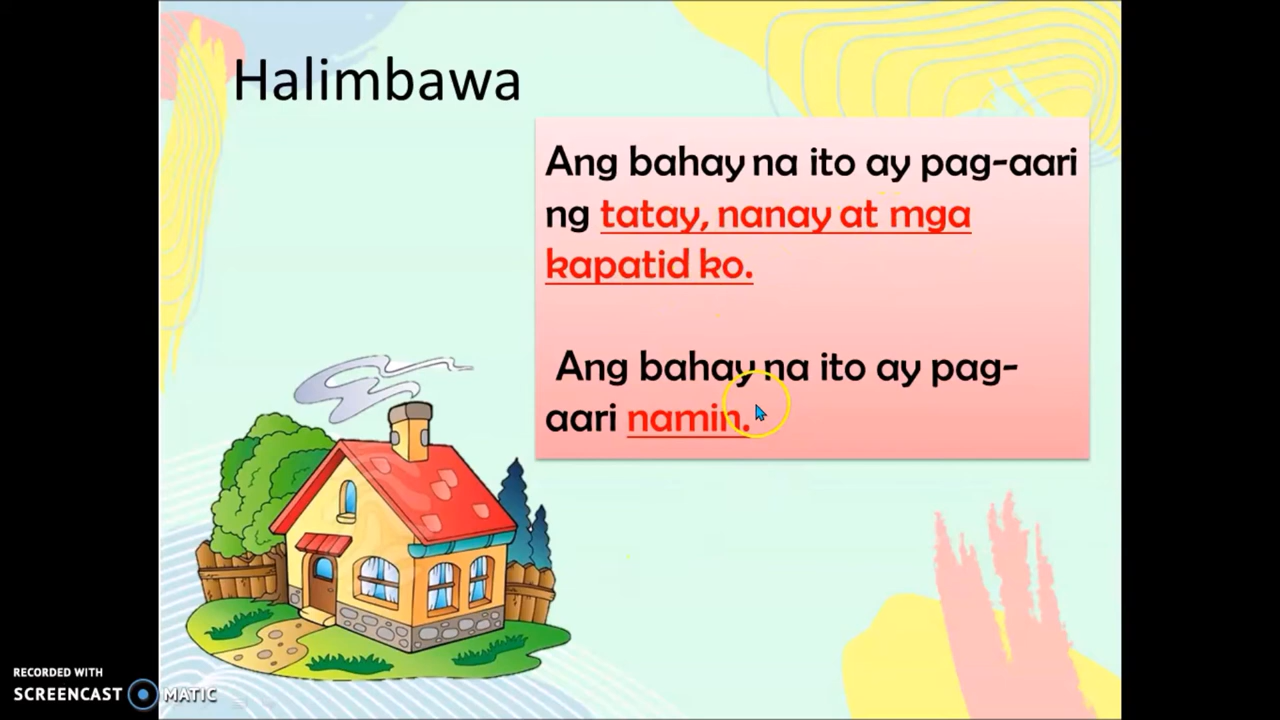 Halimbawa
Ang bahay na ito ay pag-aari
ng tatay, nanay at mga
kapatid ko.
Ang bahay na ito ay pag-
aari namin.
RECORDED WITH
SCREENCAST MATIC